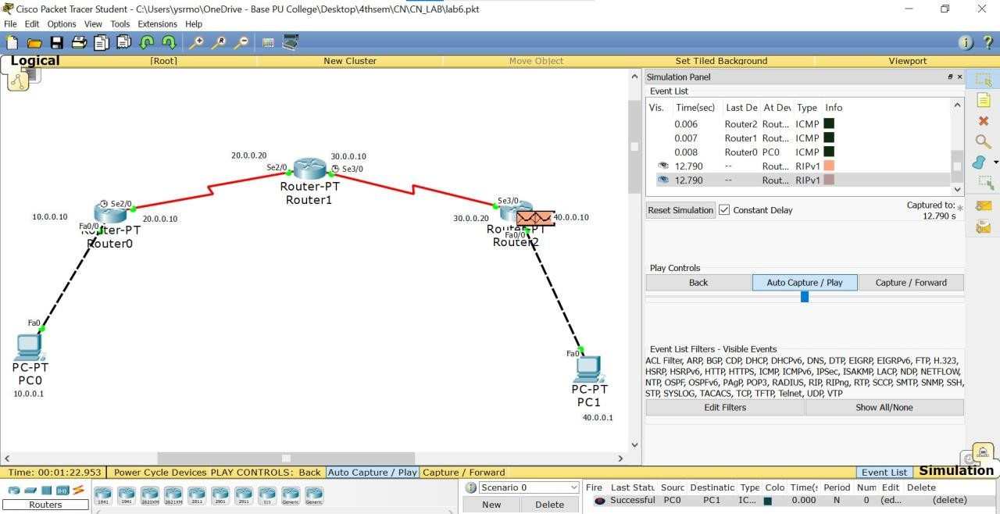 Cisco Packet Tracer Student - C:\Users\ysrmo\OneDrive - Base PU College\Desktop\4thsem\CN\CN_LAB\lab6.pkt
File Edit Options View Tools Extensions Help
Logical [Root] New Cluster Move Object Set Tiled Background Viewport
Simulation Panel
Event List
Vis. Time(sec) Last De At Dev Type Info
0.006 Router2 Rout... ICMP
0.007 Router1 Rout... ICMP
0.008 Router0 PC0 ICMP
12.790 -- Rout... RIPv1
12.790 -- Rout... RIPv1
Reset Simulation Constant Delay Captured to: *
12.790 s
Play Controls
Back Auto Capture / Play Capture / Forward
Event List Filters - Visible Events
ACL Filter, ARP, BGP, CDP, DHCP, DHCPv6, DNS, DTP, EIGRP, EIGRPv6, FTP, H.323,
HSRP, HSRPv6, HTTP, HTTPS, ICMP, ICMPv6, IPSec, ISAKMP, LACP, NDP, NETFLOW,
NTP, OSPF, OSPFv6, PAgP, POP3, RADIUS, RIP, RIPng, RTP, SCCP, SMTP, SNMP, SSH,
STP, SYSLOG, TACACS, TCP, TFTP, Telnet, UDP, VTP
Edit Filters Show All/None
20.0.0.20 30.0.0.10
Se2/0 Se3/0
Router-PT
Router1
Se2/0
10.0.0.10 20.0.0.10
Fa0/0
Router-PT
Router0
Se3/0
30.0.0.20 40.0.0.10
Router-PT
Fa0/0
Router2
Fa0
PC-PT
PC0
10.0.0.1
Fa0
PC-PT
PC1
40.0.0.1
Time: 00:01:22.953 Power Cycle Devices PLAY CONTROLS: Back Auto Capture / Play Capture / Forward Event List Simulation
Routers
1841 1941 2620XM 2621XM 2811 2901 2911 819 Generic Generic
Scenario 0
New Delete
Fire Last Statu Sourc Destinatic Type Colo Time(s Period Num Edit Delete
Successful PC0 PC1 IC... 0.000 N 0 (ed... (delete)